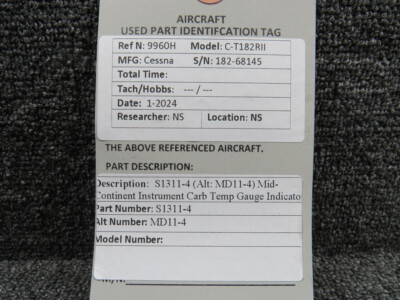 AIRCRAFT
USED PART IDENTIFCATION TAG
Ref N: 9960H Model: C-T182RII
MFG: Cessna S/N: 182-68145
Total Time:
Tach/Hobbs: --- / ---
Date: 1-2024
Researcher: NS Location: NS
THE ABOVE REFERENCED AIRCRAFT.
PART DESCRIPTION:
Description: S1311-4 (Alt: MD11-4) Mid-
Continent Instrument Carb Temp Gauge Indicato
Part Number: S1311-4
Alt Number: MD11-4
Model Number: